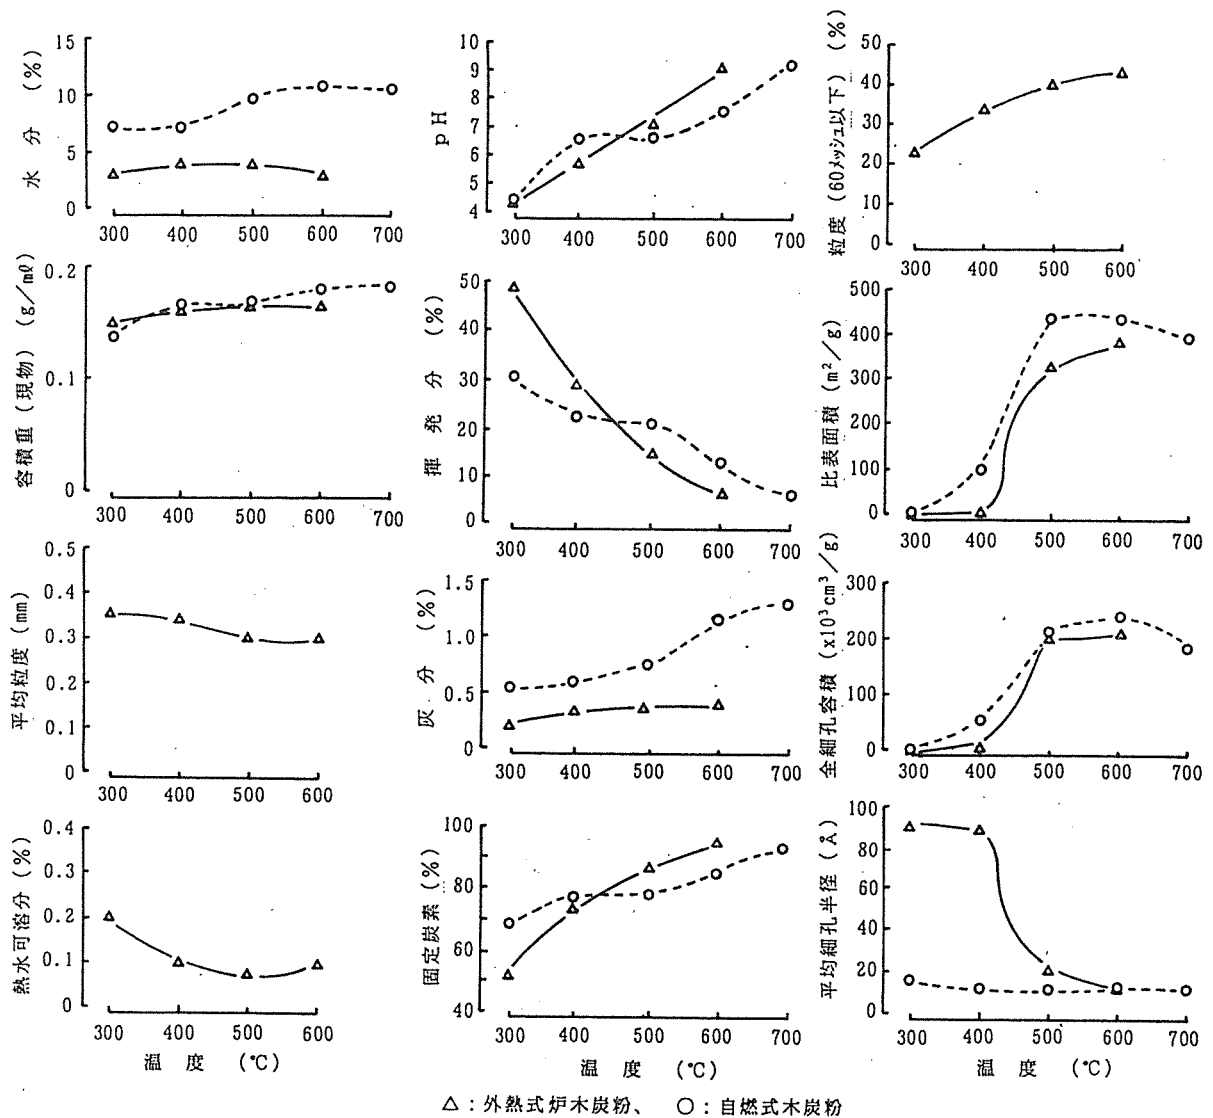 水 分 (%)
15
10
5
0
300 400 500 600 700
pH
10
9
8
7
6
5
4
300 400 500 600 700
粒度 (60メッシュ以下) (%)
50
40
30
20
10
0
300 400 500 600
容積重 (現物) (g/mℓ)
0.2
0.1
0
300 400 500 600 700
揮 発 分 (%)
50
40
30
20
10
0
300 400 500 600 700
比表面積 (m²/g)
500
400
300
200
100
0
300 400 500 600 700
平均粒度 (mm)
0.5
0.4
0.3
0.2
0.1
0
300 400 500 600
灰 分 (%)
1.5
1.0
0.5
0
300 400 500 600 700
全細孔容積 (x10³cm³/g)
300
200
100
0
300 400 500 600 700
熱水可溶分 (%)
0.4
0.3
0.2
0.1
0
300 400 500 600
温 度 (℃)
固定炭素 (%)
100
80
60
40
300 400 500 600 700
温 度 (℃)
平均細孔半径 (Å)
100
80
60
40
20
0
300 400 500 600 700
温 度 (℃)
△:外熱式炉木炭粉、 ○:自燃式木炭粉